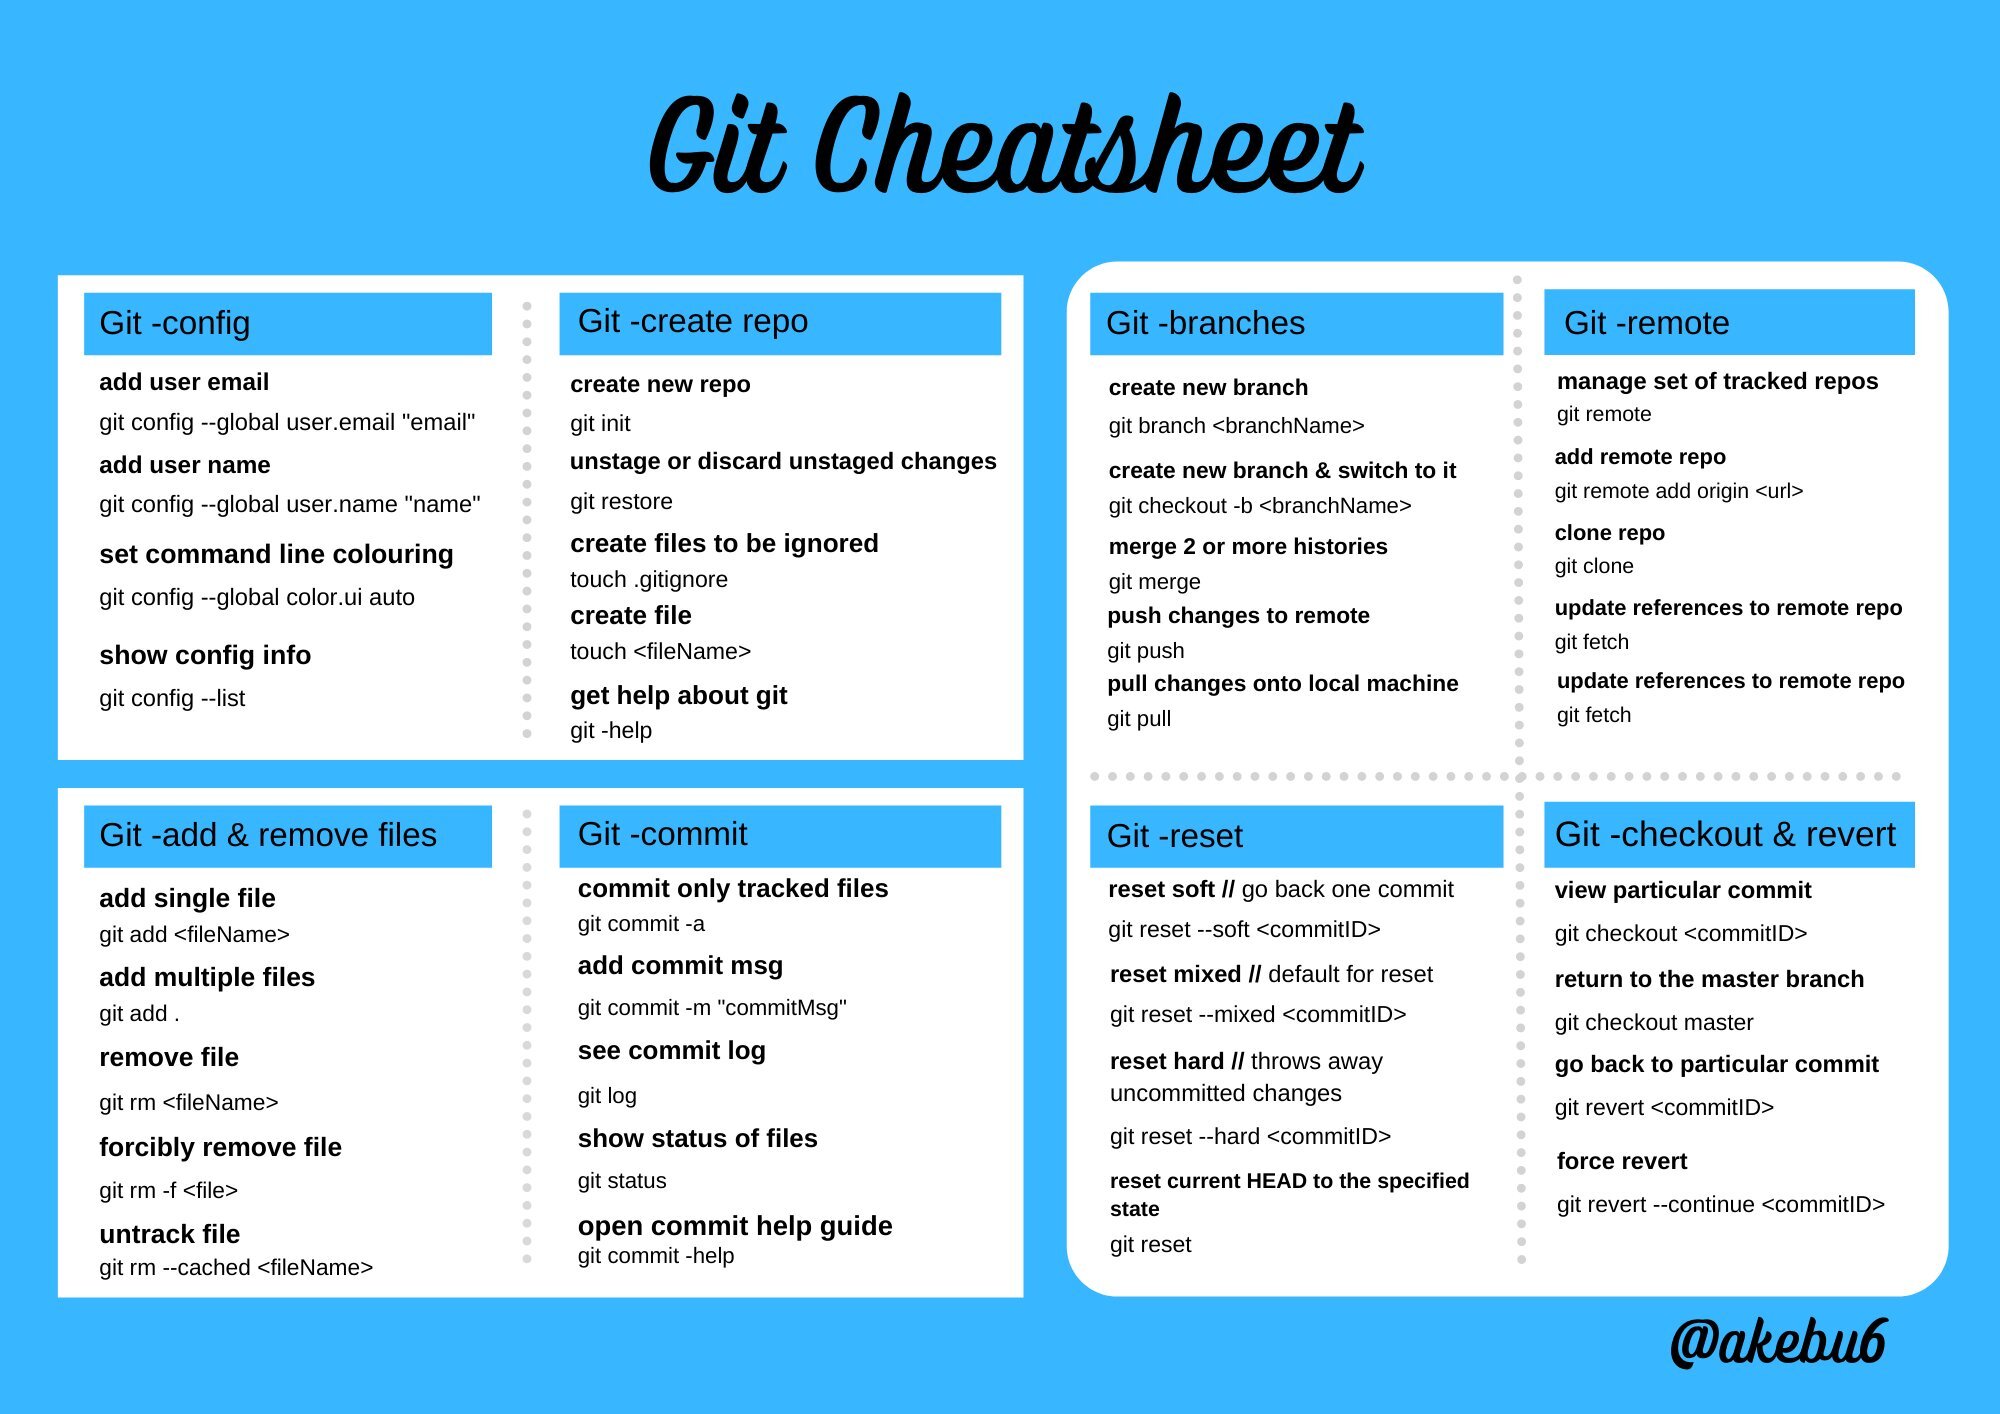 Git Cheatsheet
Git -config
add user email
git config --global user.email "email"
add user name
git config --global user.name "name"
set command line colouring
git config --global color.ui auto
show config info
git config --list
Git -create repo
create new repo
git init
unstage or discard unstaged changes
git restore
create files to be ignored
touch .gitignore
create file
touch <fileName>
get help about git
git -help
Git -add & remove files
add single file
git add <fileName>
add multiple files
git add .
remove file
git rm <fileName>
forcibly remove file
git rm -f <file>
untrack file
git rm --cached <fileName>
Git -commit
commit only tracked files
git commit -a
add commit msg
git commit -m "commitMsg"
see commit log
git log
show status of files
git status
open commit help guide
git commit -help
Git -branches
create new branch
git branch <branchName>
create new branch & switch to it
git checkout -b <branchName>
merge 2 or more histories
git merge
push changes to remote
git push
pull changes onto local machine
git pull
Git -remote
manage set of tracked repos
git remote
add remote repo
git remote add origin <url>
clone repo
git clone
update references to remote repo
git fetch
update references to remote repo
git fetch
Git -reset
reset soft // go back one commit
git reset --soft <commitID>
reset mixed // default for reset
git reset --mixed <commitID>
reset hard // throws away
uncommitted changes
git reset --hard <commitID>
reset current HEAD to the specified
state
git reset
Git -checkout & revert
view particular commit
git checkout <commitID>
return to the master branch
git checkout master
go back to particular commit
git revert <commitID>
force revert
git revert --continue <commitID>
@akebu6